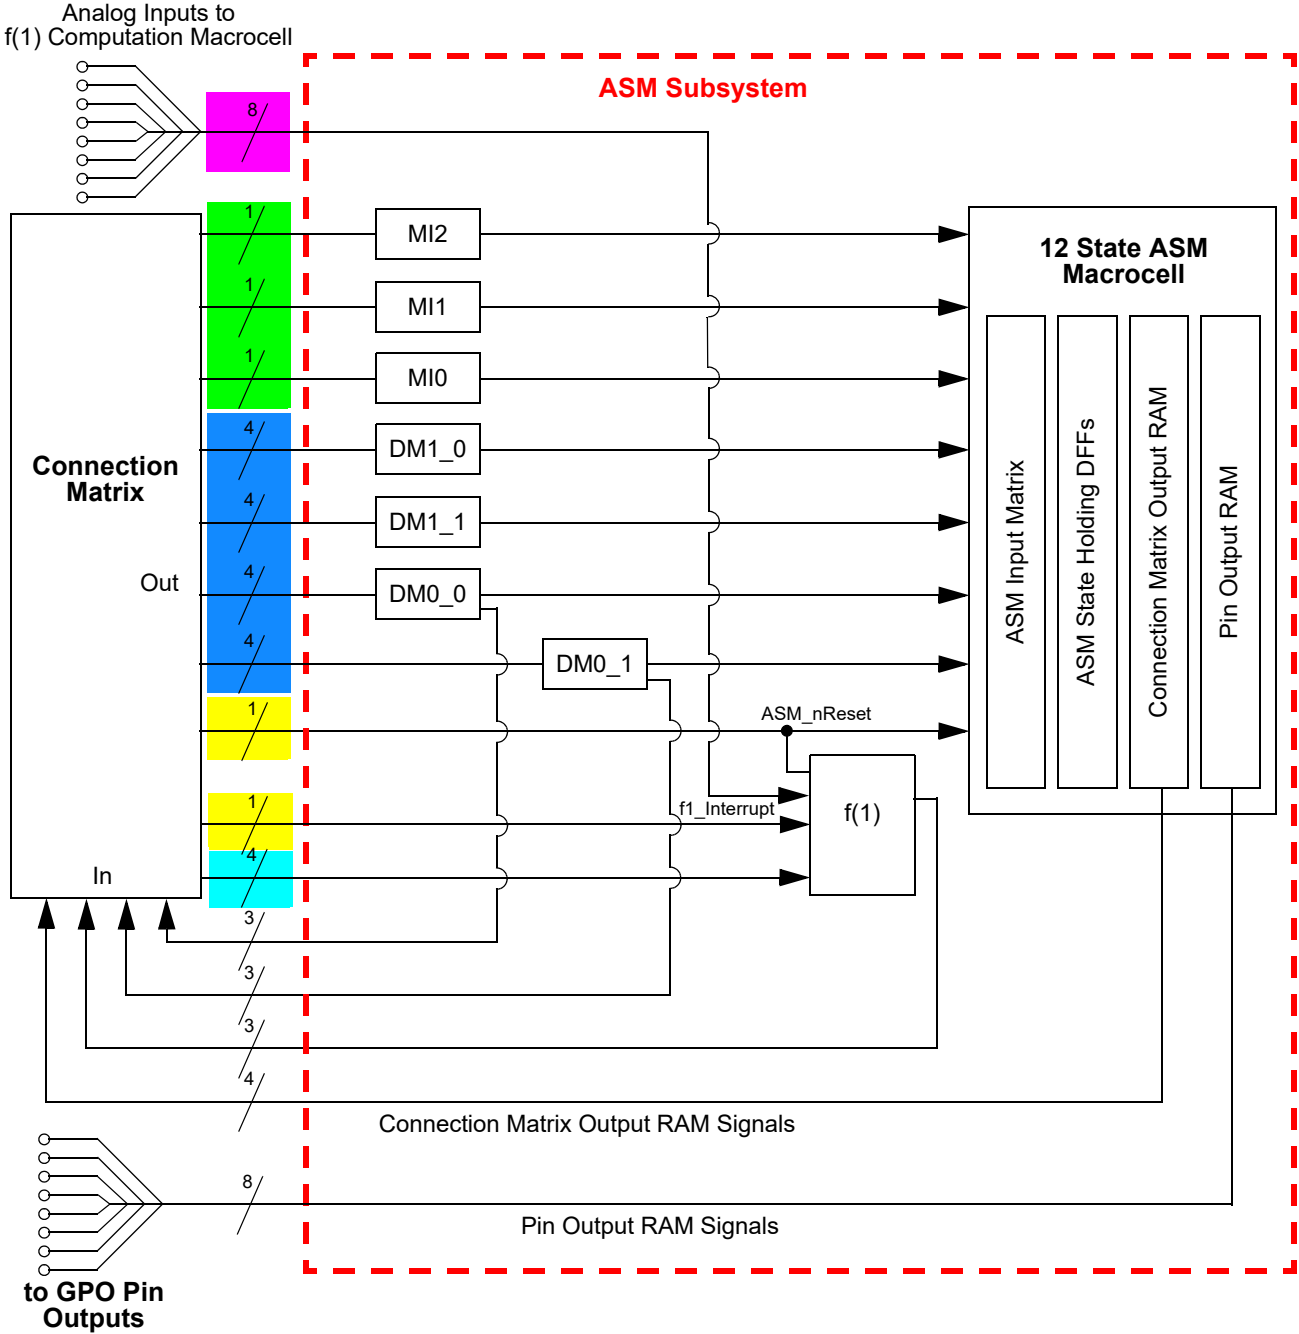 Analog Inputs to
f(1) Computation Macrocell
ASM Subsystem
8
1
MI2
12 State ASM
Macrocell
1
MI1
1
MI0
4
DM1_0
Connection
Matrix
4
DM1_1
Out
4
DM0_0
4
DM0_1
ASM Input Matrix
ASM State Holding DFFs
Connection Matrix Output RAM
Pin Output RAM
1
ASM_nReset
1
f1_Interrupt
f(1)
4
In
3
3
3
4
Connection Matrix Output RAM Signals
8
Pin Output RAM Signals
to GPO Pin
Outputs